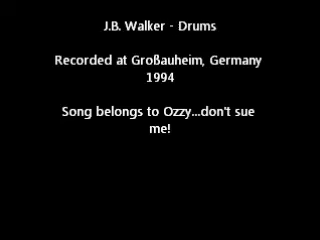 J.B. Walker - Drums
Recorded at Großauheim, Germany
1994
Song belongs to Ozzy...don't sue
me!